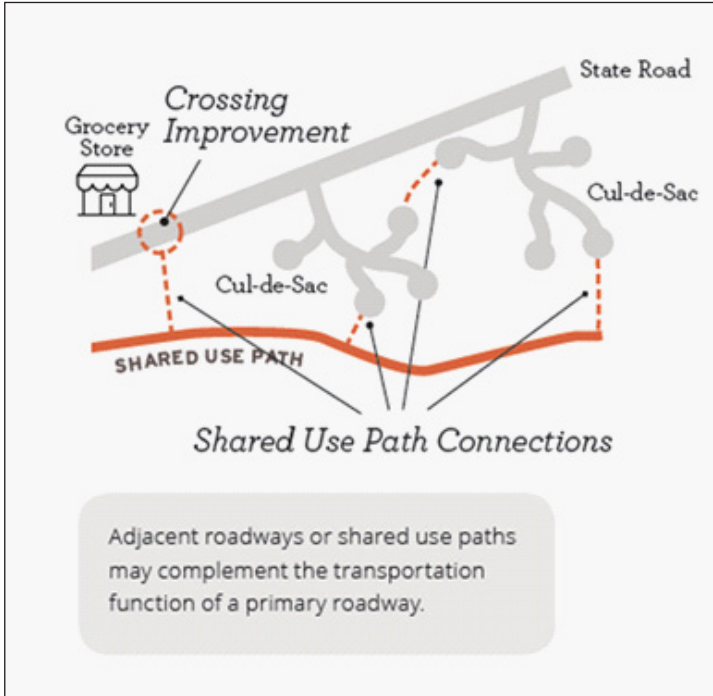 State Road
Crossing
Improvement
Grocery
Store
Cul-de-Sac
Cul-de-Sac
SHARED USE PATH
Shared Use Path Connections
Adjacent roadways or shared use paths
may complement the transportation
function of a primary roadway.